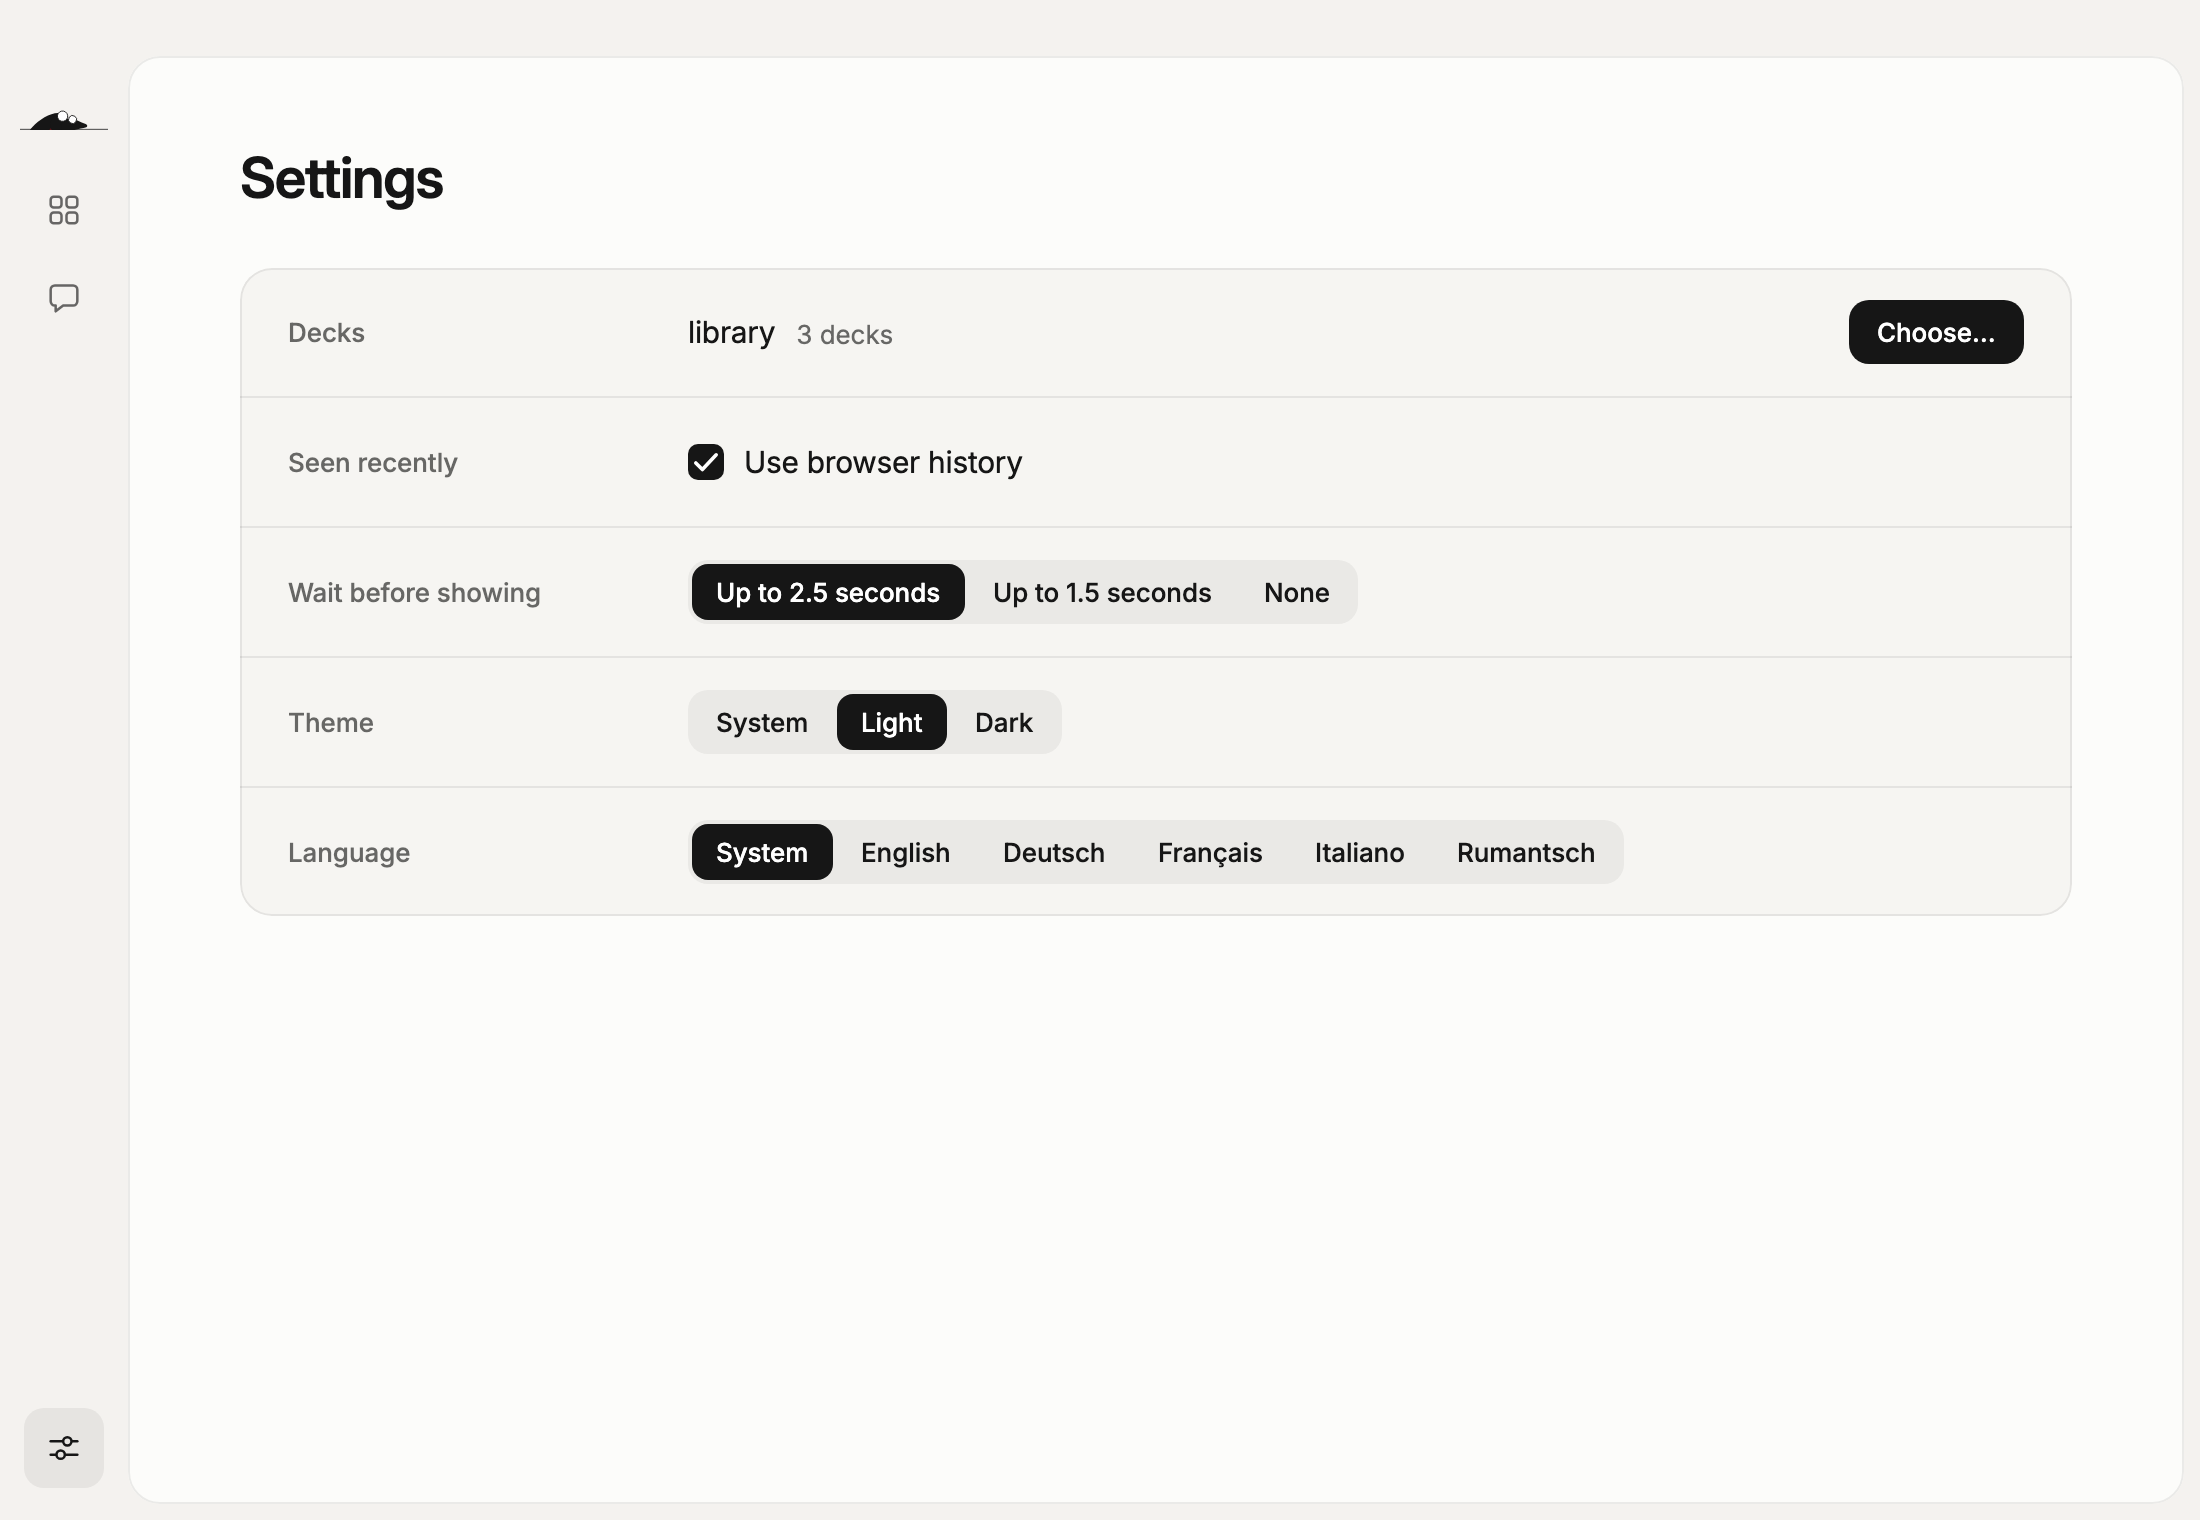 Settings
Decks library 3 decks Choose...
Seen recently Use browser history
Wait before showing Up to 2.5 seconds Up to 1.5 seconds None
Theme System Light Dark
Language System English Deutsch Français Italiano Rumantsch